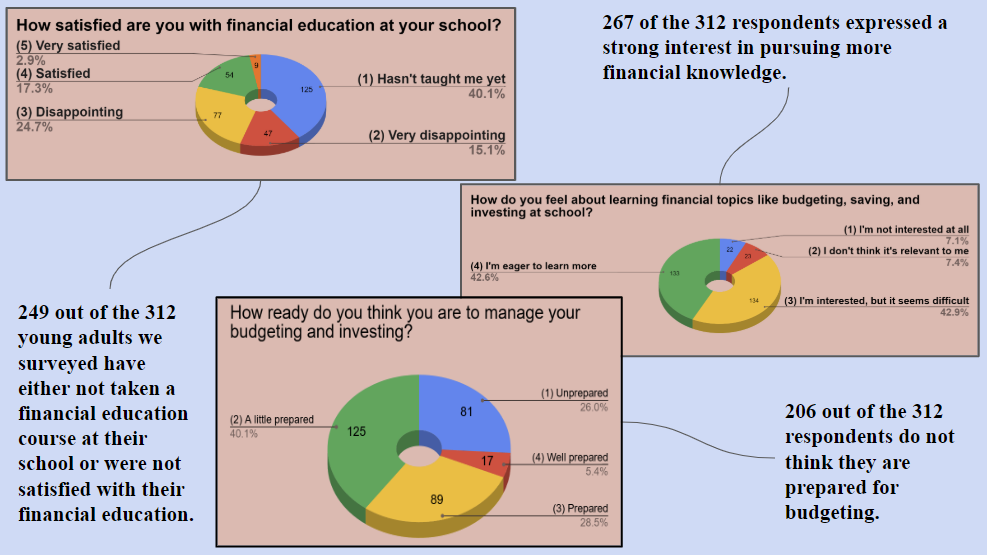 How satisfied are you with financial education at your school?
(5) Very satisfied
2.9%
(4) Satisfied
17.3%
(3) Disappointing
24.7%
9
54
125
77
47
(1) Hasn't taught me yet
40.1%
(2) Very disappointing
15.1%
267 of the 312 respondents expressed a
strong interest in pursuing more
financial knowledge.
How do you feel about learning financial topics like budgeting, saving, and
investing at school?
(1) I'm not interested at all
7.1%
(2) I don't think it's relevant to me
7.4%
(4) I'm eager to learn more
42.6%
22
23
133
134
(3) I'm interested, but it seems difficult
42.9%
249 out of the 312
young adults we
surveyed have
either not taken a
financial education
course at their
school or were not
satisfied with their
financial education.
How ready do you think you are to manage your
budgeting and investing?
(1) Unprepared
26.0%
(2) A little prepared
40.1%
81
125
17
89
(4) Well prepared
5.4%
(3) Prepared
28.5%
206 out of the 312
respondents do not
think they are
prepared for
budgeting.